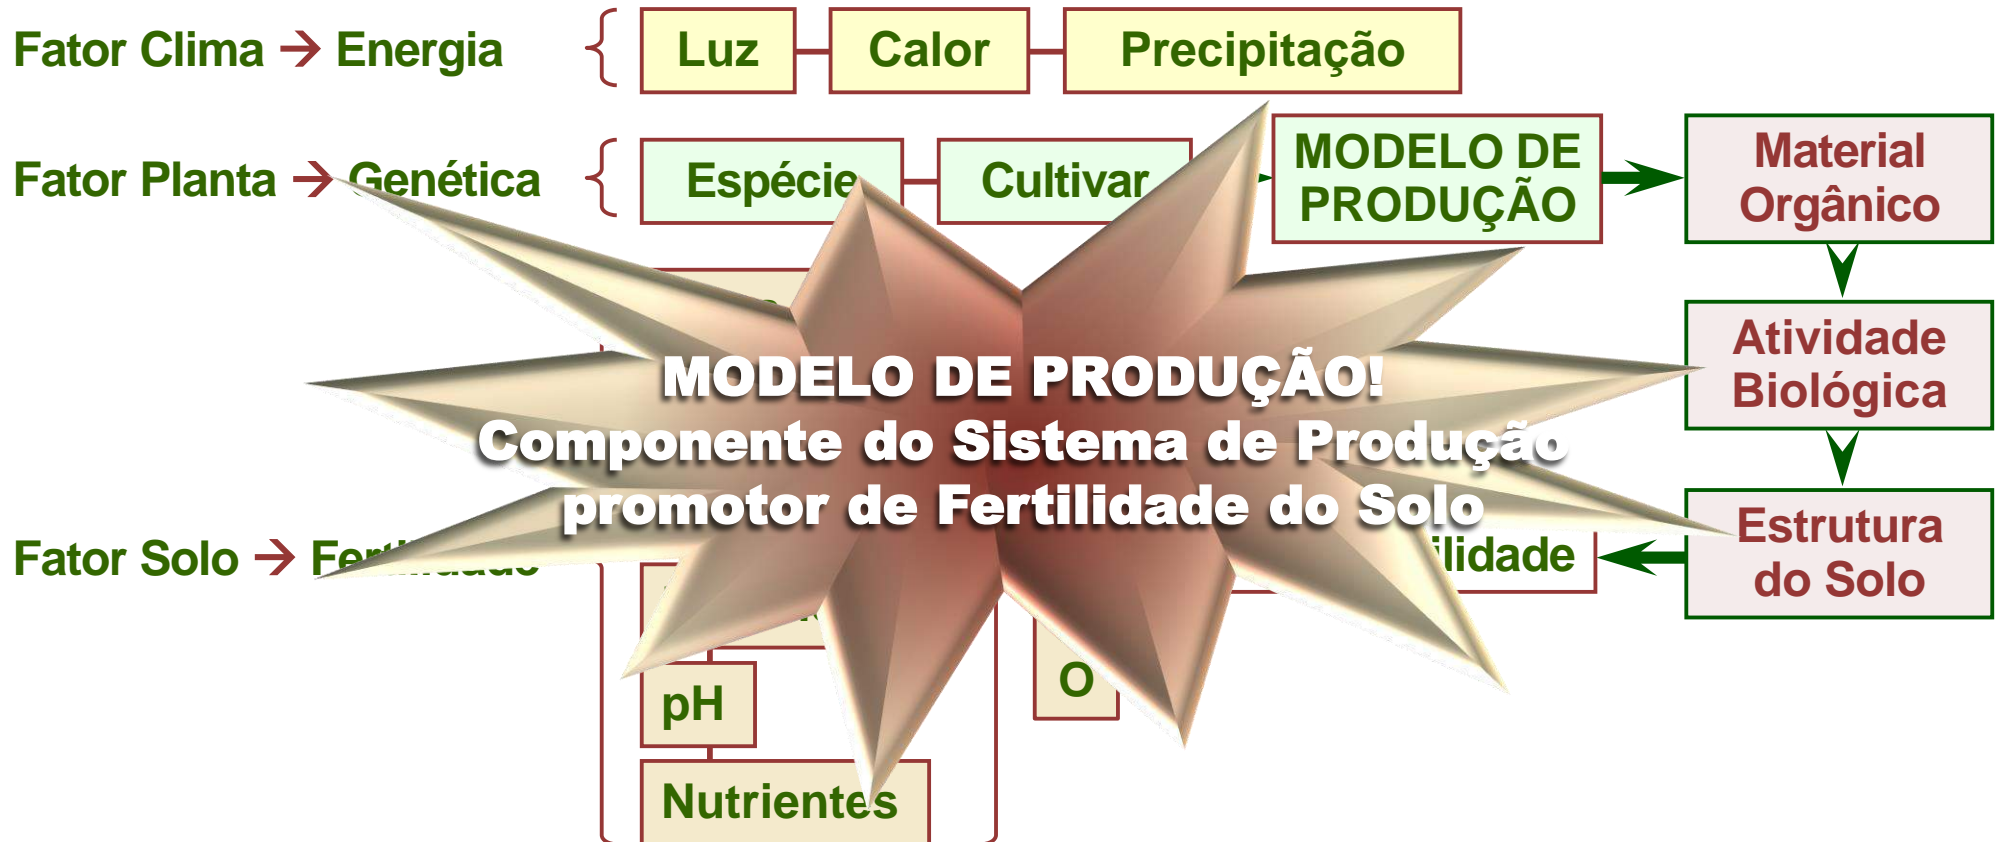 Fator Clima → Energia
Luz
Calor
Precipitação
Fator Planta → Genética
Espécie
Cultivar
MODELO DE
PRODUÇÃO
Material
Orgânico
Atividade
Biológica
MODELO DE PRODUÇÃO!
Componente do Sistema de Produção
promotor de Fertilidade do Solo
Estrutura
do Solo
Fator Solo → Fertilidade
pH
O
Nutrientes